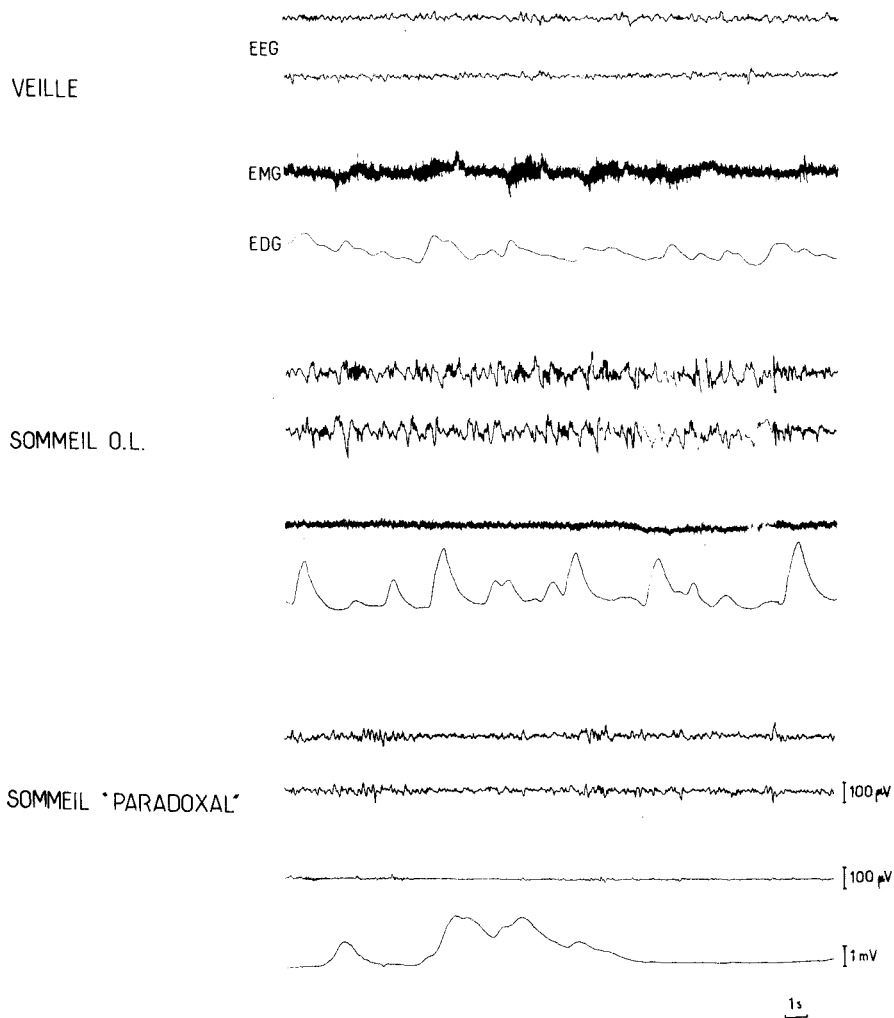 EEG
VEILLE
EMG
EDG
SOMMEIL O.L.
SOMMEIL "PARADOXAL"
100 µV
100 µV
1 mV
1s